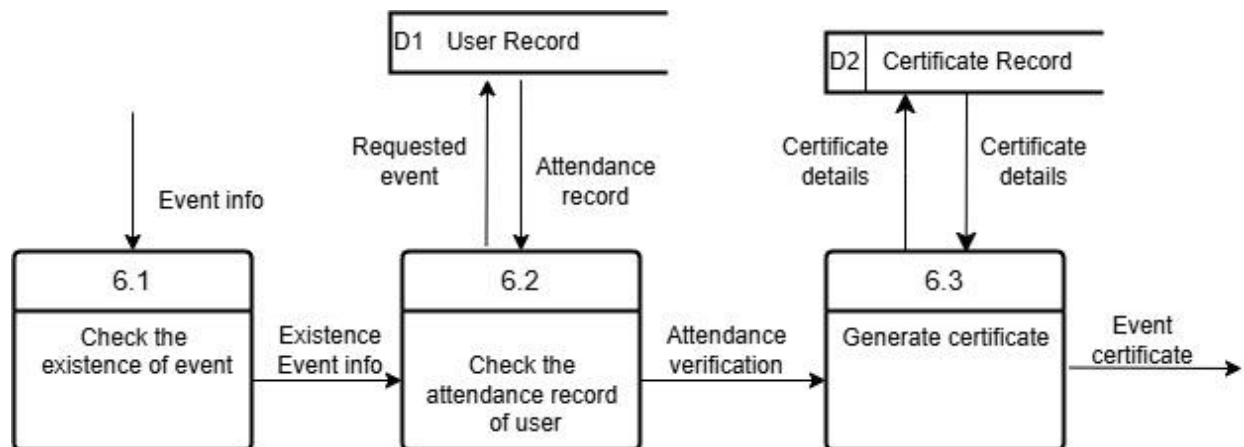 D1 User Record
D2 Certificate Record
Requested
event
Attendance
record
Certificate
details
Certificate
details
Event info
6.1
Check the
existence of event
Existence
Event info
6.2
Check the
attendance record
of user
Attendance
verification
6.3
Generate certificate
Event
certificate